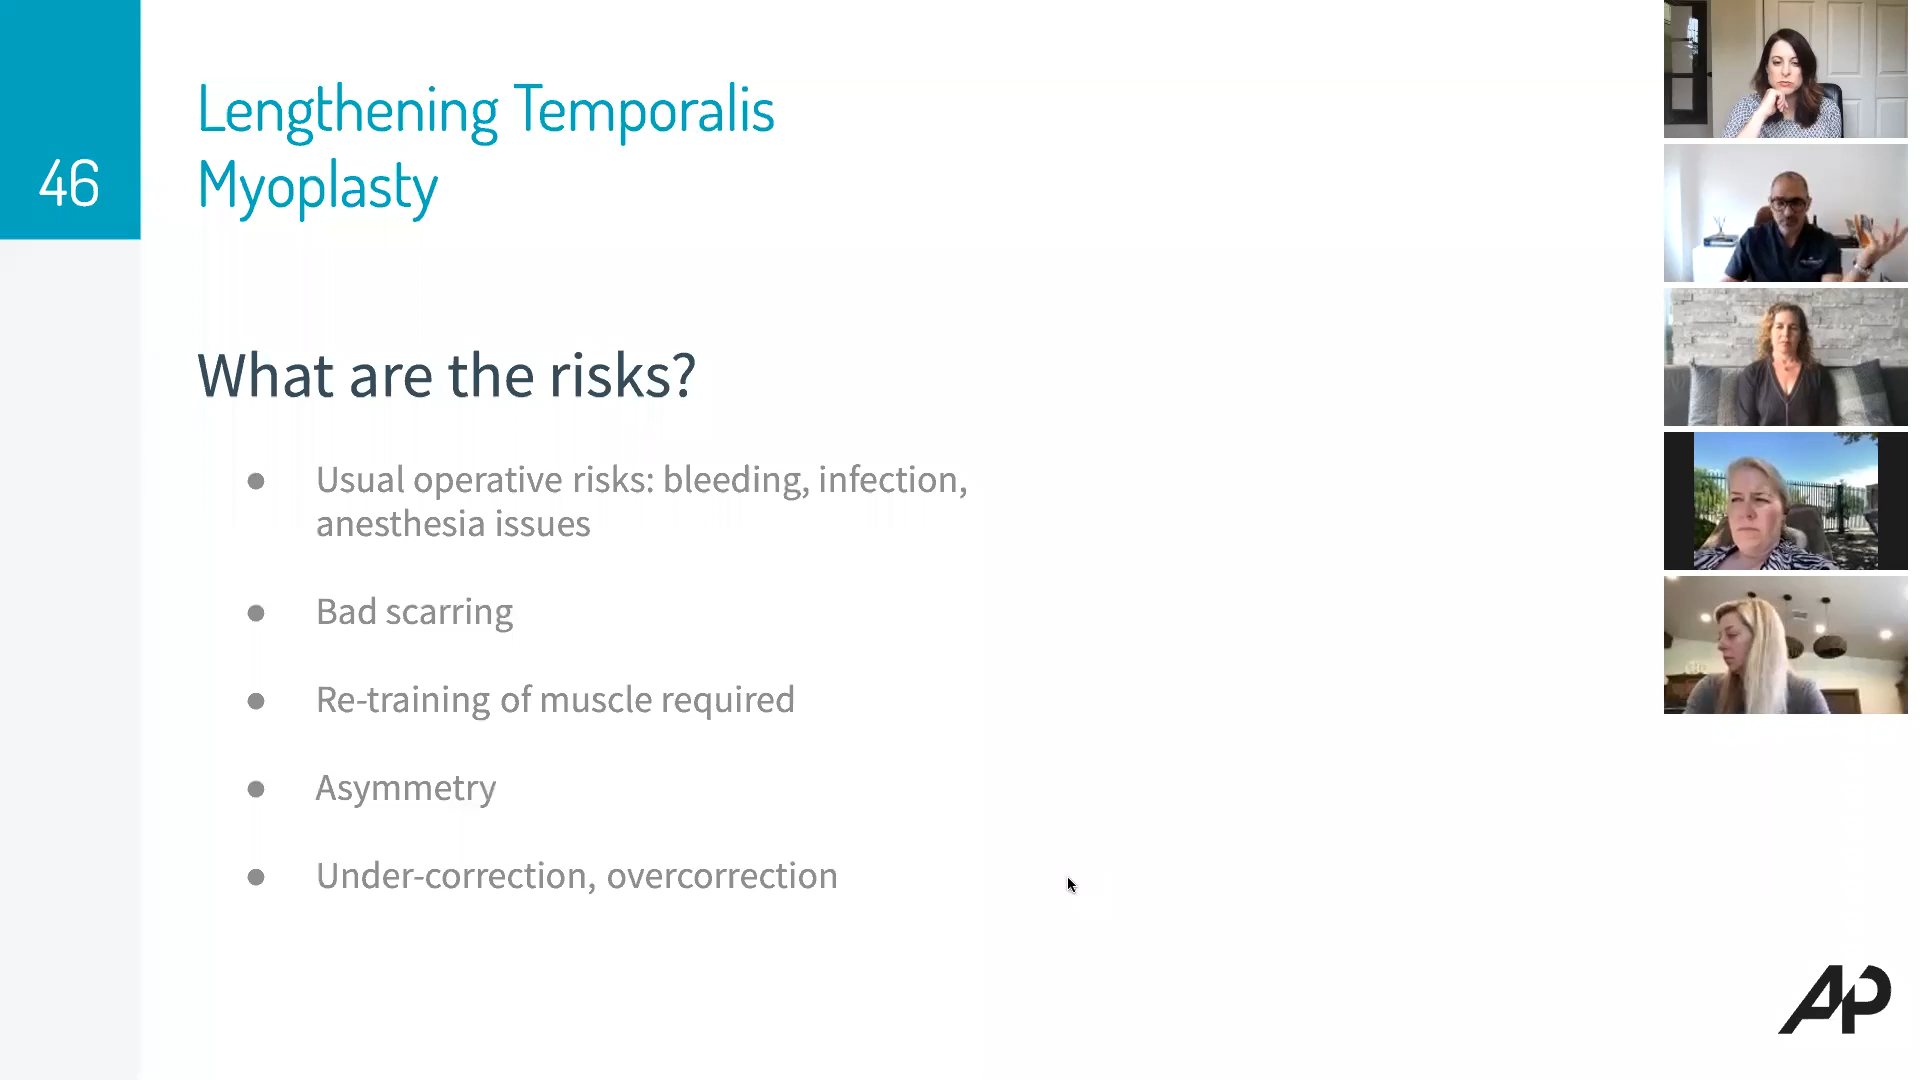 46
Lengthening Temporalis
Myoplasty
What are the risks?
● Usual operative risks: bleeding, infection,
anesthesia issues
● Bad scarring
● Re-training of muscle required
● Asymmetry
● Under-correction, overcorrection
AP